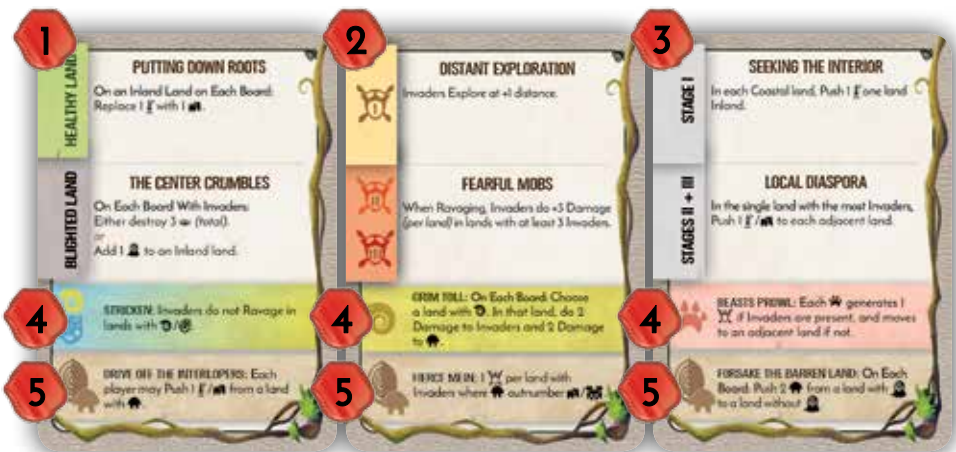 1
HEALTHY LAND
PUTTING DOWN ROOTS
On an Inland Land on Each Board:
Replace 1 with 1 .
BLIGHTED LAND
THE CENTER CRUMBLES
On Each Board With Invaders:
Either destroy 3 (total).
or
Add 1 to an Inland land.
4
STRICKEN: Invaders do not Ravage in
lands with / .
5
DRIVE OFF THE INTERLOPERS: Each
player may Push 1 / from a land
with .
2
I
DISTANT EXPLORATION
Invaders Explore at +1 distance.
II
III
FEARFUL MOBS
When Ravaging, Invaders do +3 Damage
(per land) in lands with at least 3 Invaders.
4
GRIM TOLL: On Each Board: Choose
a land with . In that land, do 2
Damage to Invaders and 2 Damage
to .
5
FIERCE MEIN: 1 per land with
Invaders where outnumber / .
3
STAGE I
SEEKING THE INTERIOR
In each Coastal land, Push 1 one land
Inland.
STAGES II + III
LOCAL DIASPORA
In the single land with the most Invaders,
Push 1 / to each adjacent land.
4
BEASTS PROWL: Each generates 1
if Invaders are present, and moves
to an adjacent land if not.
5
FORSAKE THE BARREN LAND: On Each
Board: Push 2 from a land with
to a land without